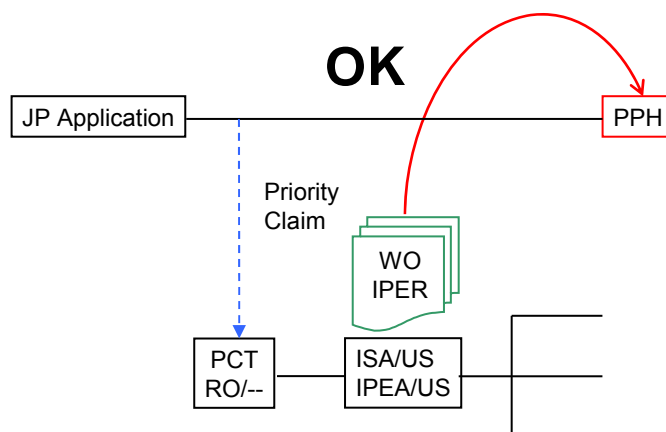 OK
JP Application
PPH
Priority
Claim
WO
IPER
PCT
RO/--
ISA/US
IPEA/US